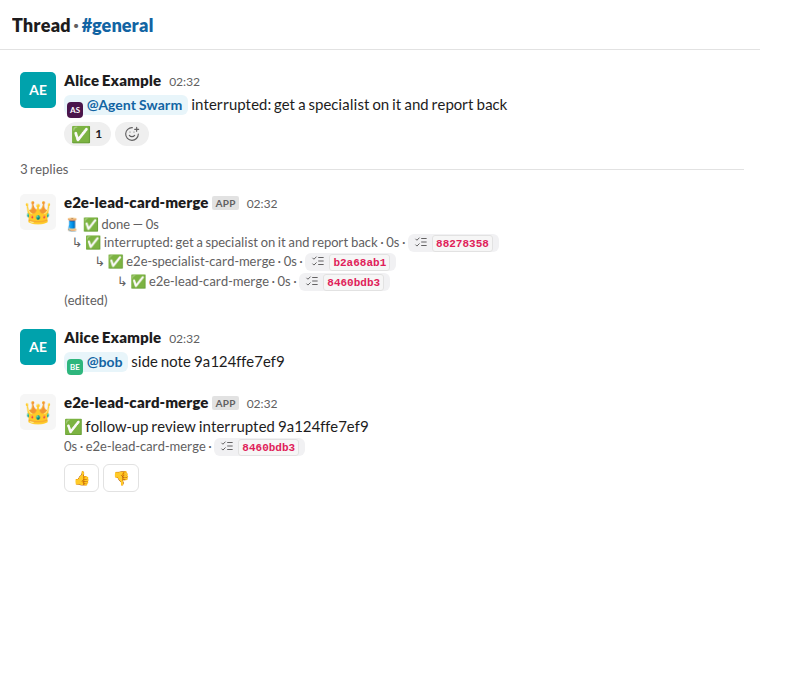 Thread · #general
AE
Alice Example 02:32
AS @Agent Swarm interrupted: get a specialist on it and report back
✅ 1
3 replies
e2e-lead-card-merge APP 02:32
🧵 ✅ done — 0s
↳ ✅ interrupted: get a specialist on it and report back · 0s · 88278358
↳ ✅ e2e-specialist-card-merge · 0s · b2a68ab1
↳ ✅ e2e-lead-card-merge · 0s · 8460bdb3
(edited)
AE
Alice Example 02:32
BE @bob side note 9a124ffe7ef9
e2e-lead-card-merge APP 02:32
✅ follow-up review interrupted 9a124ffe7ef9
0s · e2e-lead-card-merge · 8460bdb3
👍 👎